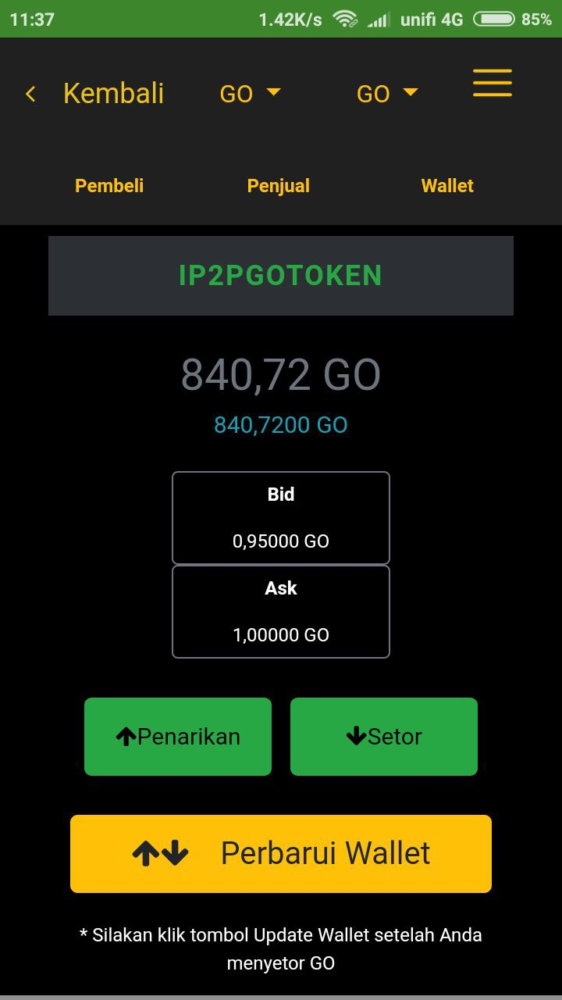 11:37 1.42K/s unifi 4G 85%
Kembali GO GO
Pembeli Penjual Wallet
IP2PGOTOKEN
840,72 GO
840,7200 GO
Bid
0,95000 GO
Ask
1,00000 GO
Penarikan Setor
Perbarui Wallet
* Silakan klik tombol Update Wallet setelah Anda
menyetor GO